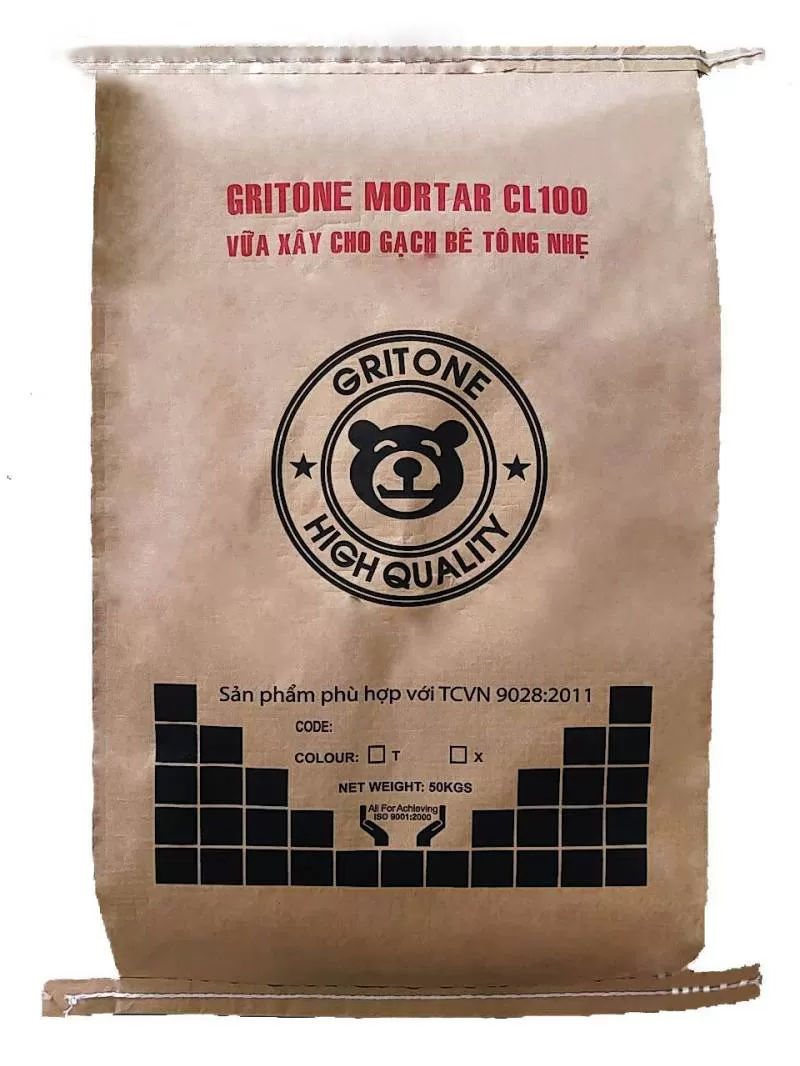 GRITONE MORTAR CL100
VỮA XÂY CHO GẠCH BÊ TÔNG NHẸ
GRITONE
HIGH QUALITY
Sản phẩm phù hợp với TCVN 9028:2011
CODE:
COLOUR: T X
NET WEIGHT: 50KGS
All For Achieving
ISO 9001:2000